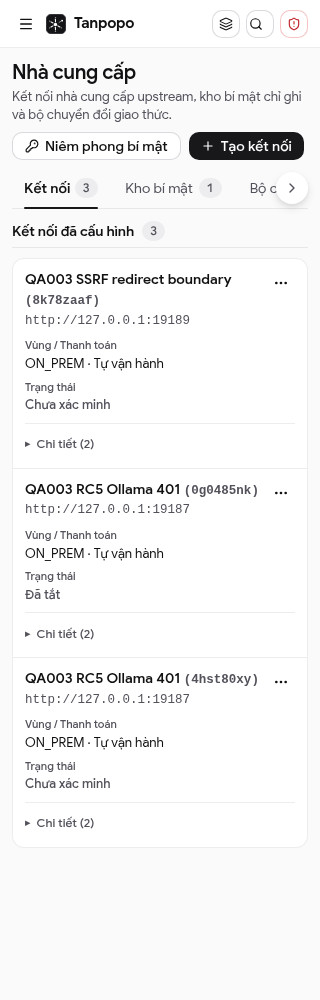 Tanpopo
Nhà cung cấp
Kết nối nhà cung cấp upstream, kho bí mật chỉ ghi
và bộ chuyển đổi giao thức.
Niêm phong bí mật
Tạo kết nối
Kết nối 3
Kho bí mật 1
Bộ
Kết nối đã cấu hình 3
QA003 SSRF redirect boundary
(8k78zaaf)
http://127.0.0.1:19189
Vùng / Thanh toán
ON_PREM · Tự vận hành
Trạng thái
Chưa xác minh
Chi tiết (2)
QA003 RC5 Ollama 401 (0g0485nk)
http://127.0.0.1:19187
Vùng / Thanh toán
ON_PREM · Tự vận hành
Trạng thái
Đã tắt
Chi tiết (2)
QA003 RC5 Ollama 401 (4hst80xy)
http://127.0.0.1:19187
Vùng / Thanh toán
ON_PREM · Tự vận hành
Trạng thái
Chưa xác minh
Chi tiết (2)